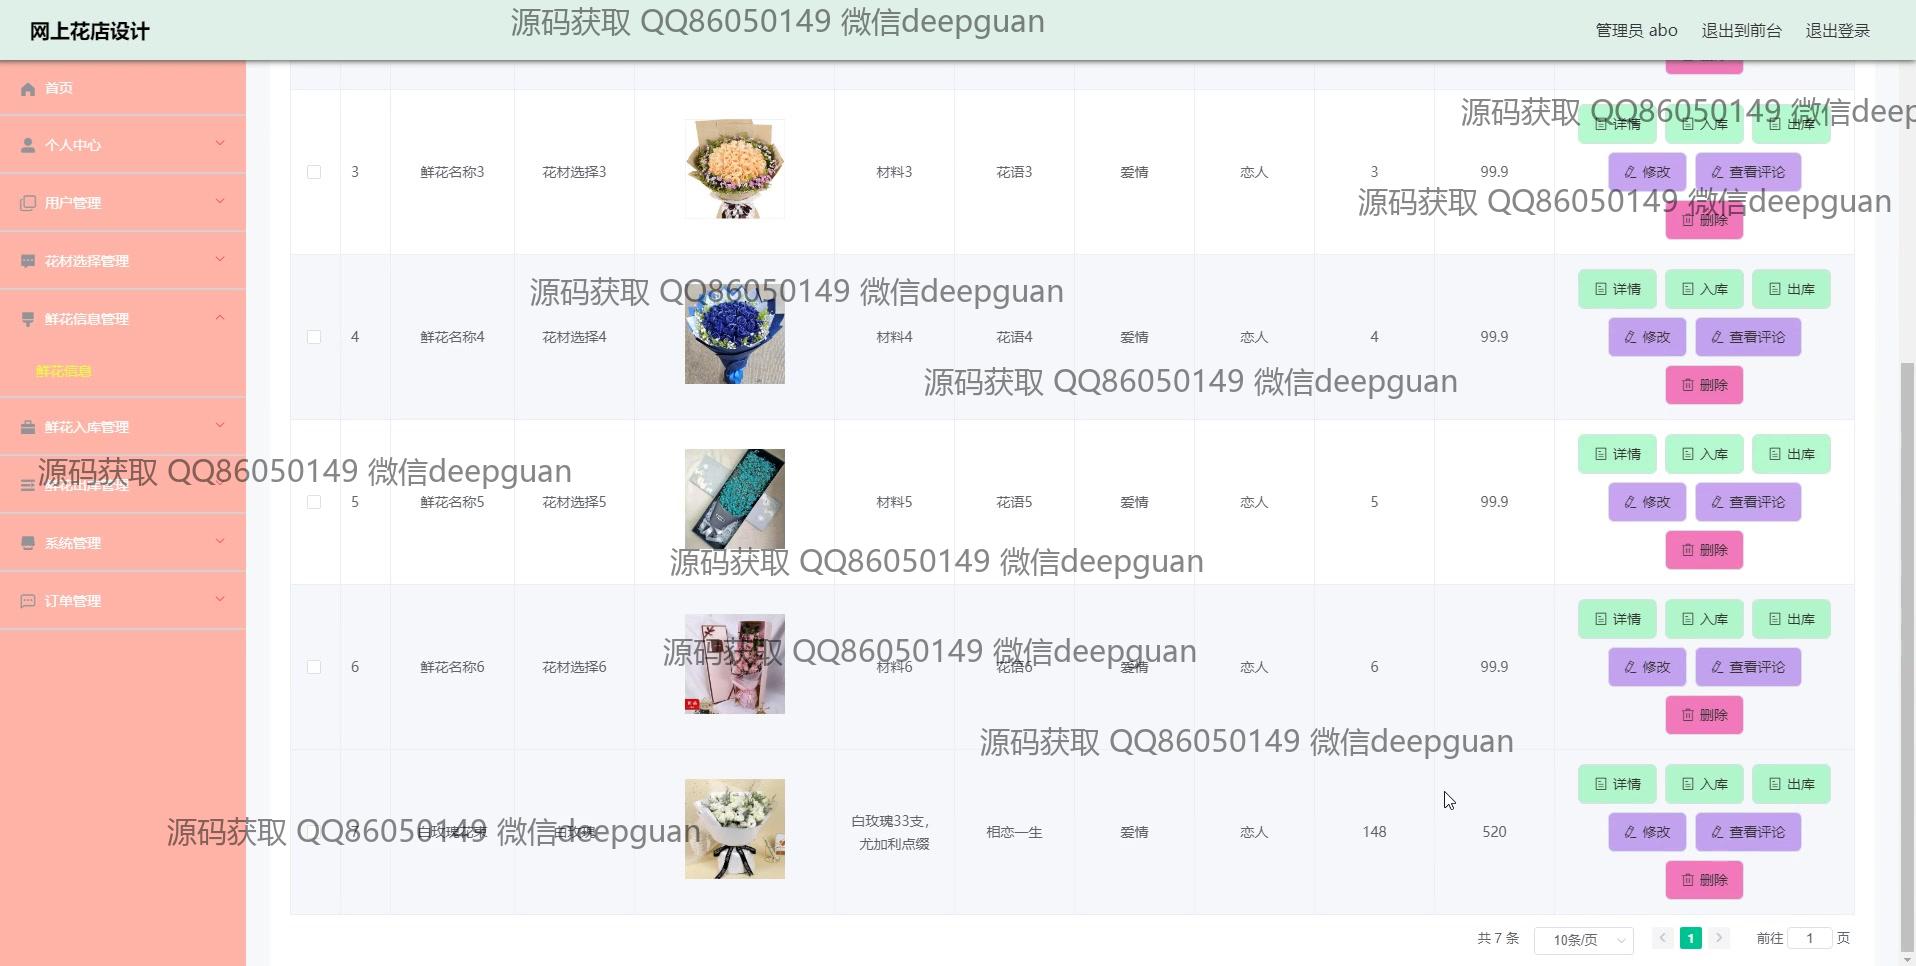 网上花店设计
源码获取 QQ86050149 微信deepguan
管理员 abo 退出到前台 退出登录
首页
个人中心
用户管理
花材选择管理
鲜花信息管理
鲜花信息
鲜花入库管理
鲜花出库管理
系统管理
订单管理
源码获取 QQ86050149 微信deep
详情 入库 出库
3 鲜花名称3 花材选择3 材料3 花语3 爱情 恋人 3 99.9
修改 查看评论
源码获取 QQ86050149 微信deepguan
删除
源码获取 QQ86050149 微信deepguan
详情 入库 出库
4 鲜花名称4 花材选择4 材料4 花语4 爱情 恋人 4 99.9
修改 查看评论
源码获取 QQ86050149 微信deepguan
删除
详情 入库 出库
源码获取 QQ86050149 微信deepguan
5 鲜花名称5 花材选择5 材料5 花语5 爱情 恋人 5 99.9
修改 查看评论
删除
源码获取 QQ86050149 微信deepguan
详情 入库 出库
源码获取 QQ86050149 微信deepguan
6 鲜花名称6 花材选择6 材料6 花语6 爱情 恋人 6 99.9
修改 查看评论
删除
源码获取 QQ86050149 微信deepguan
详情 入库 出库
源码获取 QQ86050149 微信deepguan
7 白玫瑰花束 白玫瑰 白玫瑰33支，
尤加利点缀 相恋一生 爱情 恋人 148 520
修改 查看评论
删除
共 7 条 10条/页 1 前往 1 页